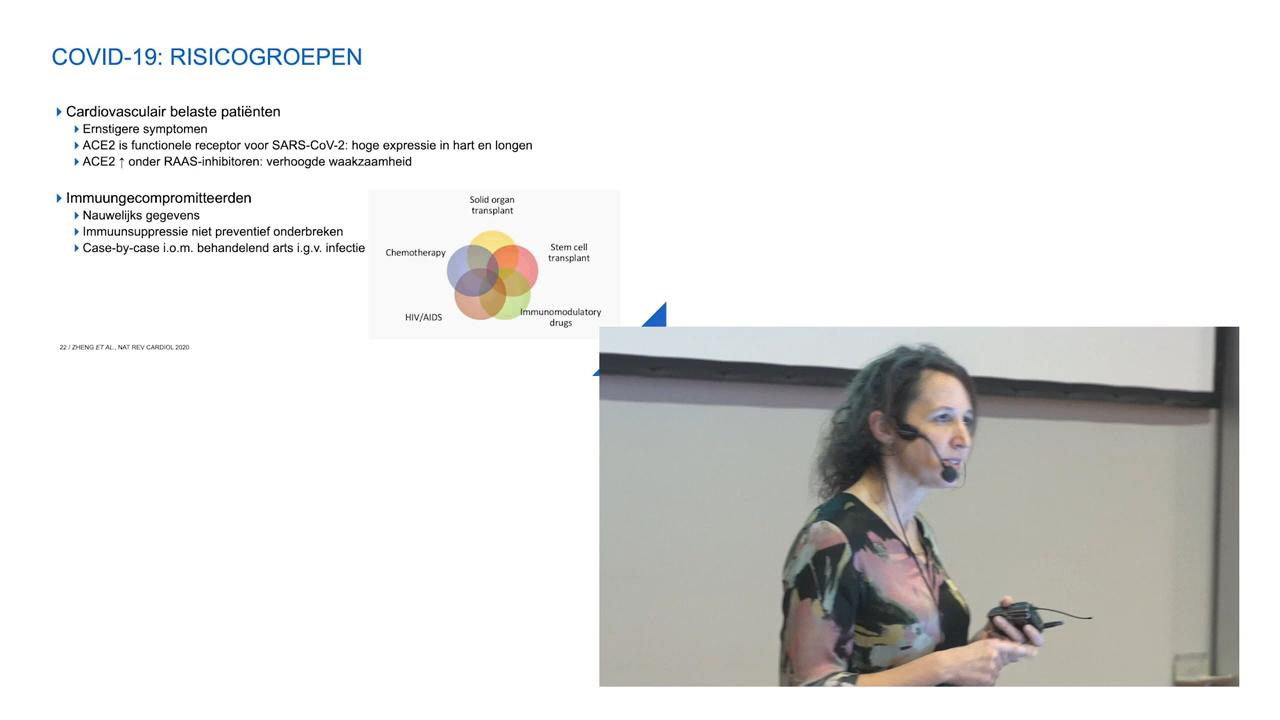 COVID-19: RISICOGROEPEN
Cardiovasculair belaste patiënten
Ernstigere symptomen
ACE2 is functionele receptor voor SARS-CoV-2: hoge expressie in hart en longen
ACE2 ↑ onder RAAS-inhibitoren: verhoogde waakzaamheid
Immuungecompromitteerden
Nauwelijks gegevens
Immuunsuppressie niet preventief onderbreken
Case-by-case i.o.m. behandelend arts i.g.v. infectie
Solid organ
transplant
Chemotherapy
Stem cell
transplant
HIV/AIDS
Immunomodulatory
drugs
22 / ZHENG ET AL., NAT REV CARDIOL 2020